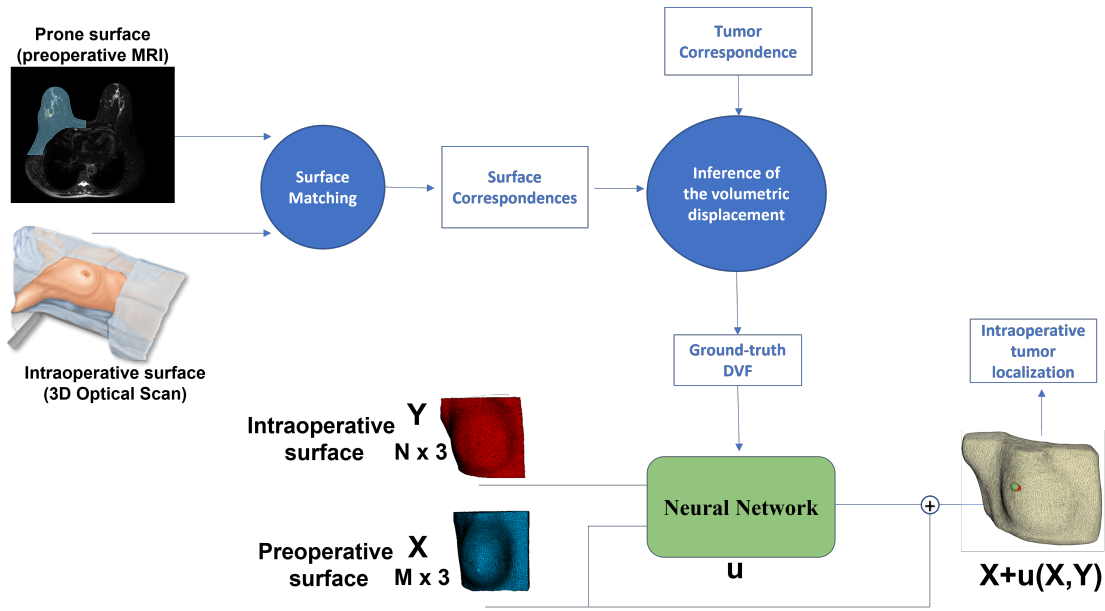 Prone surface
(preoperative MRI)
Tumor
Correspondence
Surface
Matching
Surface
Correspondences
Inference of
the volumetric
displacement
Intraoperative surface
(3D Optical Scan)
Ground-truth
DVF
Intraoperative
tumor
localization
Intraoperative
surface
Y
N x 3
Neural Network
u
+
Preoperative
surface
X
M x 3
X+u(X,Y)